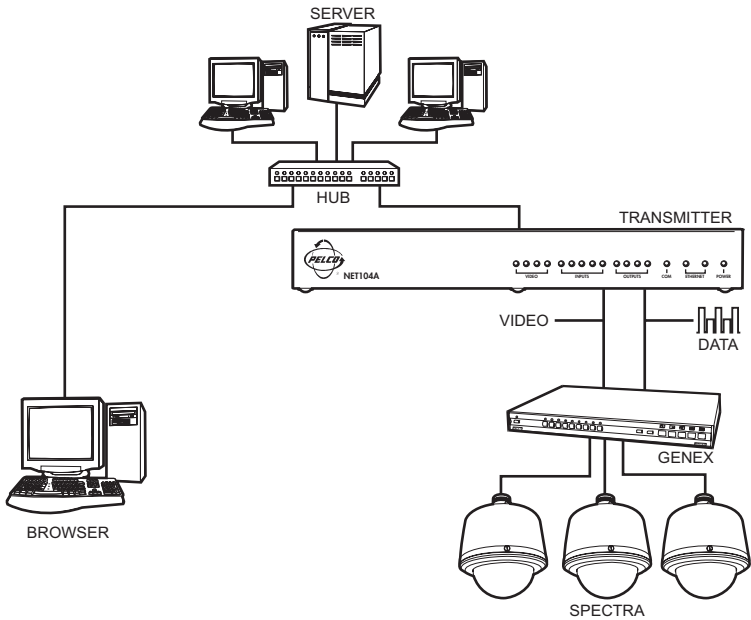 SERVER
HUB
TRANSMITTER
PELCO
®
NET104A
VIDEO INPUTS OUTPUTS COM ETHERNET POWER
VIDEO
DATA
GENEX
BROWSER
SPECTRA